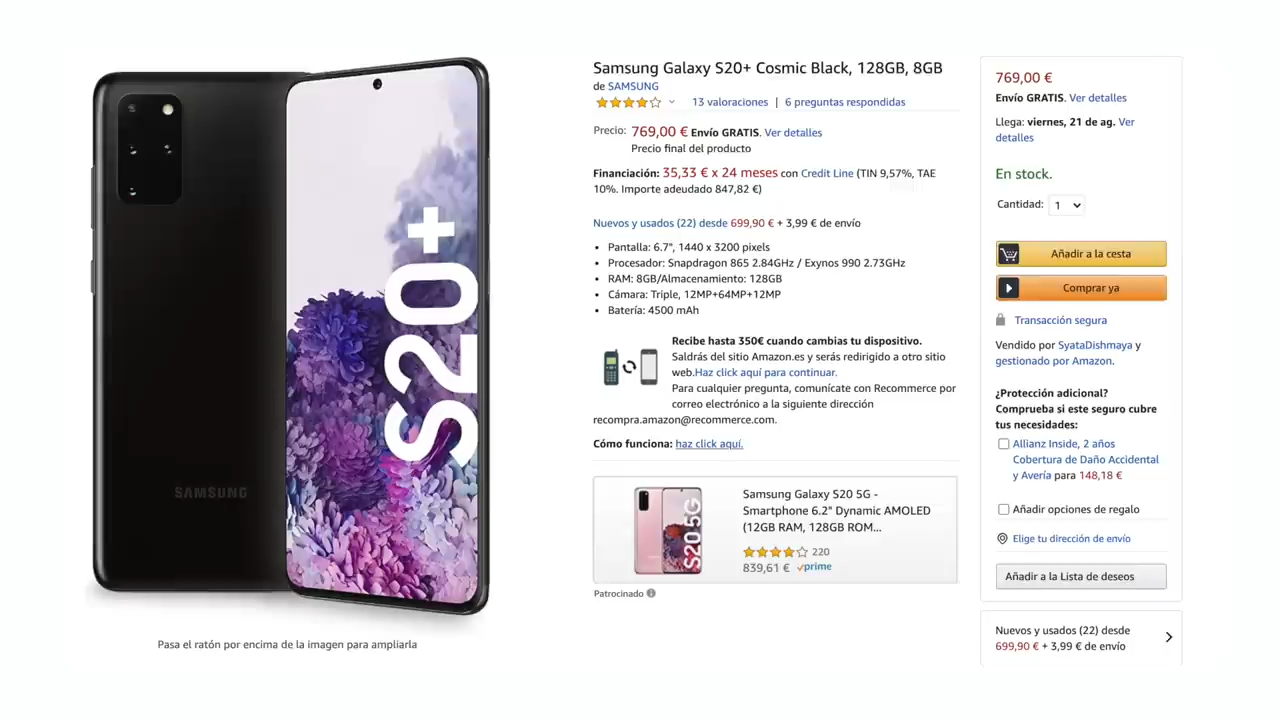 SAMSUNG
S20+
Pasa el ratón por encima de la imagen para ampliarla
Samsung Galaxy S20+ Cosmic Black, 128GB, 8GB
de SAMSUNG
13 valoraciones | 6 preguntas respondidas
Precio: 769,00 € Envío GRATIS. Ver detalles
Precio final del producto
Financiación: 35,33 € x 24 meses con Credit Line (TIN 9,57%, TAE
10%. Importe adeudado 847,82 €)
Nuevos y usados (22) desde 699,90 € + 3,99 € de envío
• Pantalla: 6.7", 1440 x 3200 pixels
• Procesador: Snapdragon 865 2.84GHz / Exynos 990 2.73GHz
• RAM: 8GB/Almacenamiento: 128GB
• Cámara: Triple, 12MP+64MP+12MP
• Batería: 4500 mAh
Recibe hasta 350€ cuando cambias tu dispositivo.
Saldrás del sitio Amazon.es y serás redirigido a otro sitio
web.Haz click aquí para continuar.
Para cualquier pregunta, comunícate con Recommerce por
correo electrónico a la siguiente dirección
recompra.amazon@recommerce.com.
Cómo funciona: haz click aquí.
S20 5G
Samsung Galaxy S20 5G -
Smartphone 6.2" Dynamic AMOLED
(12GB RAM, 128GB ROM...
220
839,61 € prime
Patrocinado
769,00 €
Envío GRATIS. Ver detalles
Llega: viernes, 21 de ag. Ver
detalles
En stock.
Cantidad: 1
Añadir a la cesta
Comprar ya
Transacción segura
Vendido por SyataDishmaya y
gestionado por Amazon.
¿Protección adicional?
Comprueba si este seguro cubre
tus necesidades:
Allianz Inside, 2 años
Cobertura de Daño Accidental
y Avería para 148,18 €
Añadir opciones de regalo
Elige tu dirección de envío
Añadir a la Lista de deseos
Nuevos y usados (22) desde
699,90 € + 3,99 € de envío